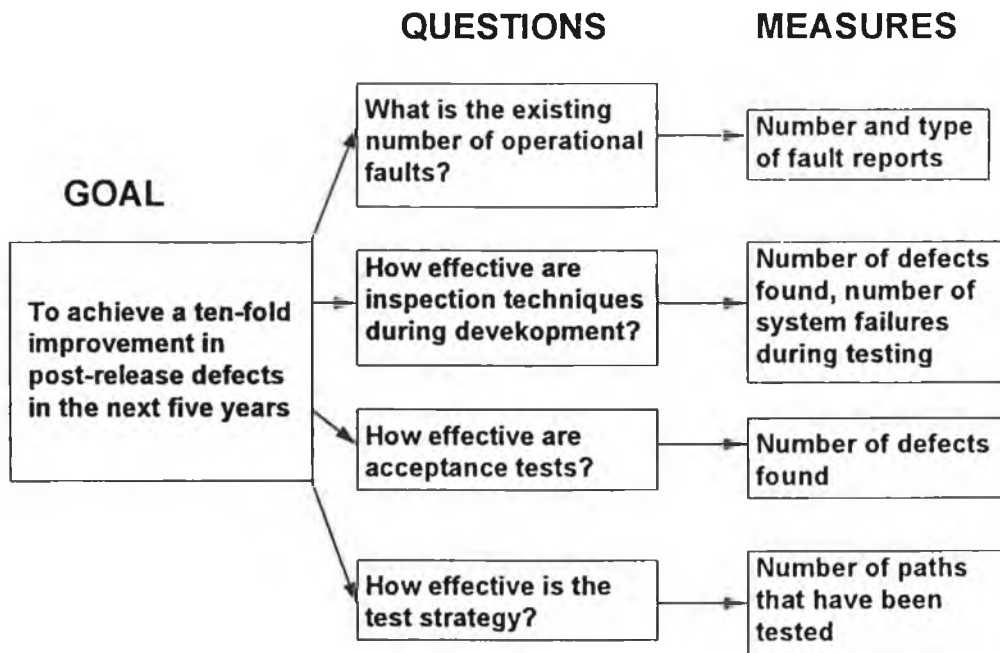 QUESTIONS
MEASURES
GOAL
To achieve a ten-fold
improvement in
post-release defects
in the next five years
What is the existing
number of operational
faults?
Number and type
of fault reports
How effective are
inspection techniques
during devekopment?
Number of defects
found, number of
system failures
during testing
How effective are
acceptance tests?
Number of defects
found
How effective is the
test strategy?
Number of paths
that have been
tested